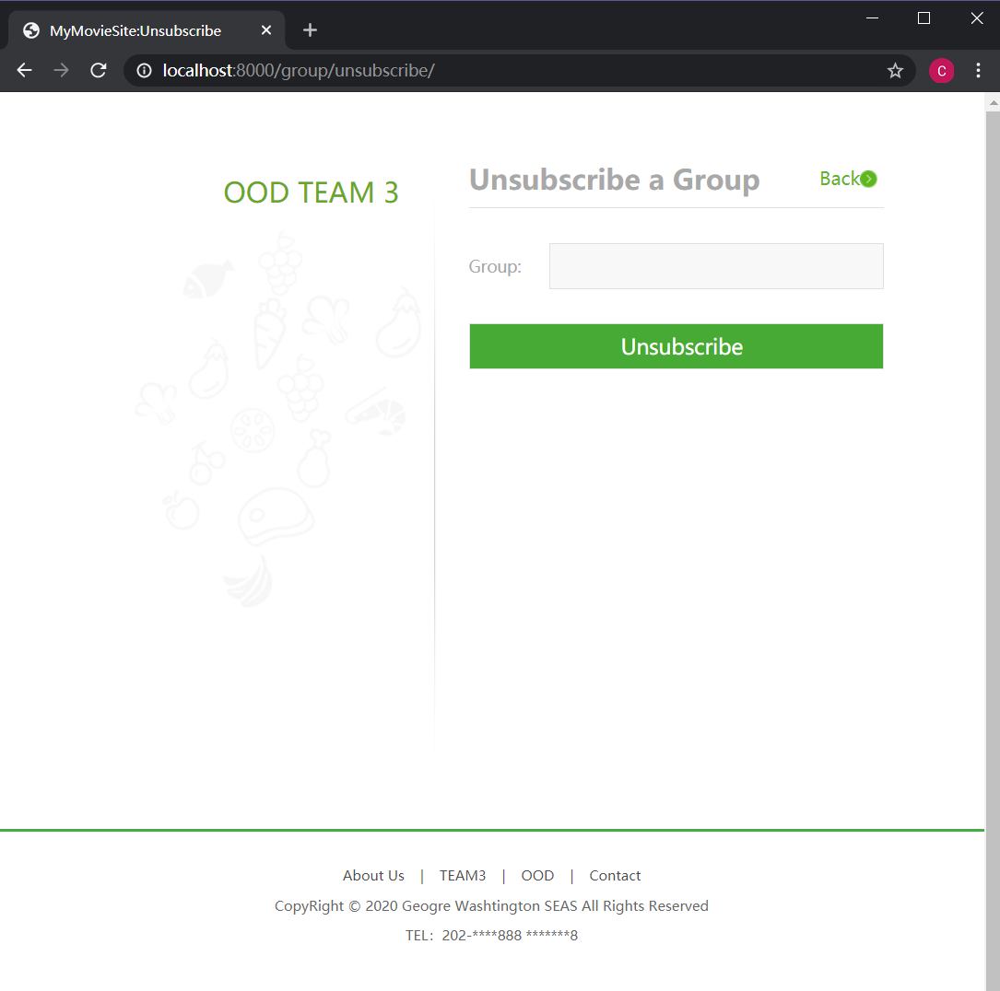 MyMovieSite:Unsubscribe
localhost:8000/group/unsubscribe/
C
OOD TEAM 3
Unsubscribe a Group
Back
Group:
Unsubscribe
About Us | TEAM3 | OOD | Contact
CopyRight © 2020 Geogre Washtington SEAS All Rights Reserved
TEL：202-****888 *******8